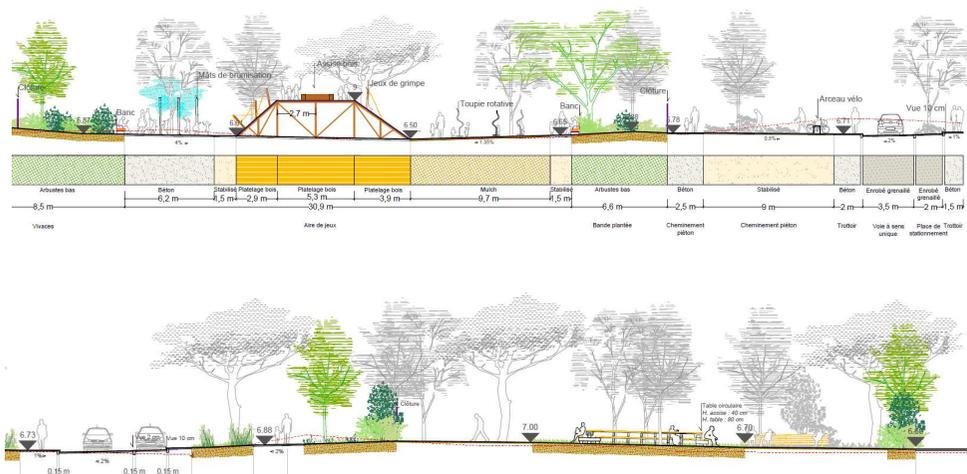 Assise bois
Mâts de brumisation
Jeux de grimpe
Clôture
Clôture
9
2,7 m
Toupie rotative
Arceau vélo
Vue 10 cm
Banc
Banc
6.87
6.50
6.65
6.78
6.71
4%
1.35%
0.8%
2%
1%
Arbustes bas
Béton
Stabilisé
Platelage bois
Platelage bois
Platelage bois
Mulch
Stabilisé
Arbustes bas
Béton
Stabilisé
Béton
Enrobé grenaillé
Enrobé
grenaillé
Béton
8,5 m
6,2 m
1,5 m
2,9 m
5,3 m
3,9 m
9,7 m
1,5 m
6,6 m
2,5 m
9 m
2 m
3,5 m
2 m
1,5 m
30,9 m
Vivaces
Aire de jeux
Bande plantée
Cheminement
piéton
Cheminement piéton
Trottoir
Voie à sens
unique
Place de
stationnement
Trottoir
Clôture
Table circulaire
H. assise : 40 cm
H. table : 80 cm
6.73
Vue 2 cm
Vue 10 cm
6.88
7.00
6.70
1%
2%
2%
0,15 m
0,15 m
0,15 m